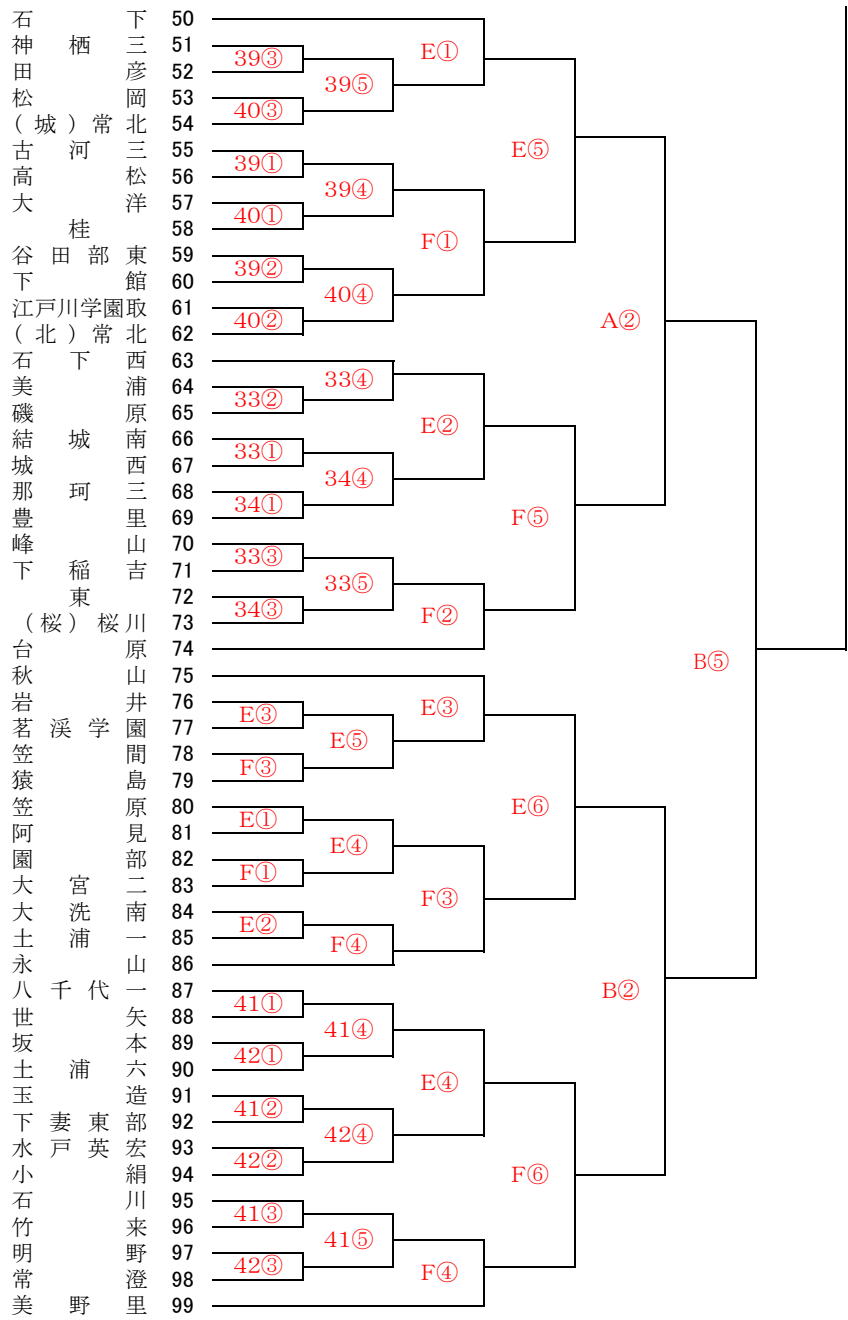 石下 50
神栖三 51
E①
39③
田彦 52
39⑤
松岡 53
40③
(城)常北 54
古河三 55
E⑤
39①
高松 56
39④
大洋 57
40①
桂 58
F①
谷田部東 59
39②
下館 60
40④
江戸川学園取 61
40②
A②
(北)常北 62
石下西 63
33④
美浦 64
33②
磯原 65
E②
結城南 66
33①
城西 67
34④
那珂三 68
34①
豊里 69
F⑤
峰山 70
33③
下稲吉 71
33⑤
東 72
34③
F②
(桜)桜川 73
台原 74
B⑤
秋山 75
岩井 76
E③
E③
茗渓学園 77
E⑤
笠間 78
F③
猿島 79
笠原 80
E⑥
E①
阿見 81
E④
園部 82
F①
大宮二 83
F③
大洗南 84
E②
土浦一 85
F④
永山 86
八千代一 87
B②
41①
世矢 88
41④
坂本 89
42①
土浦六 90
E④
玉造 91
41②
下妻東部 92
42④
水戸英宏 93
42②
小絹 94
F⑥
石川 95
41③
竹来 96
41⑤
明野 97
42③
F④
常澄 98
美野里 99